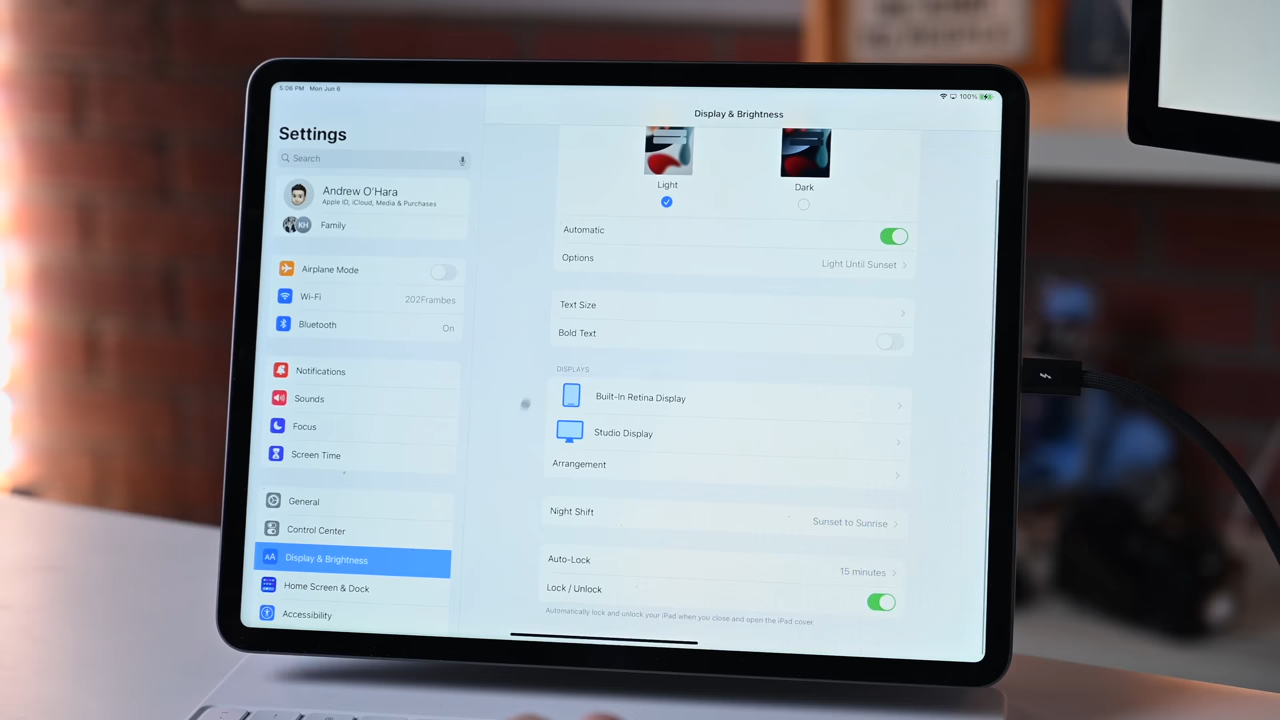 5:06 PM Mon Jun 6
100%
Settings
Search
Andrew O'Hara
Apple ID, iCloud, Media & Purchases
KH
Family
Airplane Mode
Wi-Fi 202Frambes
Bluetooth On
Notifications
Sounds
Focus
Screen Time
General
Control Center
AA Display & Brightness
Home Screen & Dock
Accessibility
Display & Brightness
Light Dark
Automatic
Options Light Until Sunset
Text Size
Bold Text
DISPLAYS
Built-In Retina Display
Studio Display
Arrangement
Night Shift Sunset to Sunrise
Auto-Lock 15 minutes
Lock / Unlock
Automatically lock and unlock your iPad when you close and open the iPad cover.